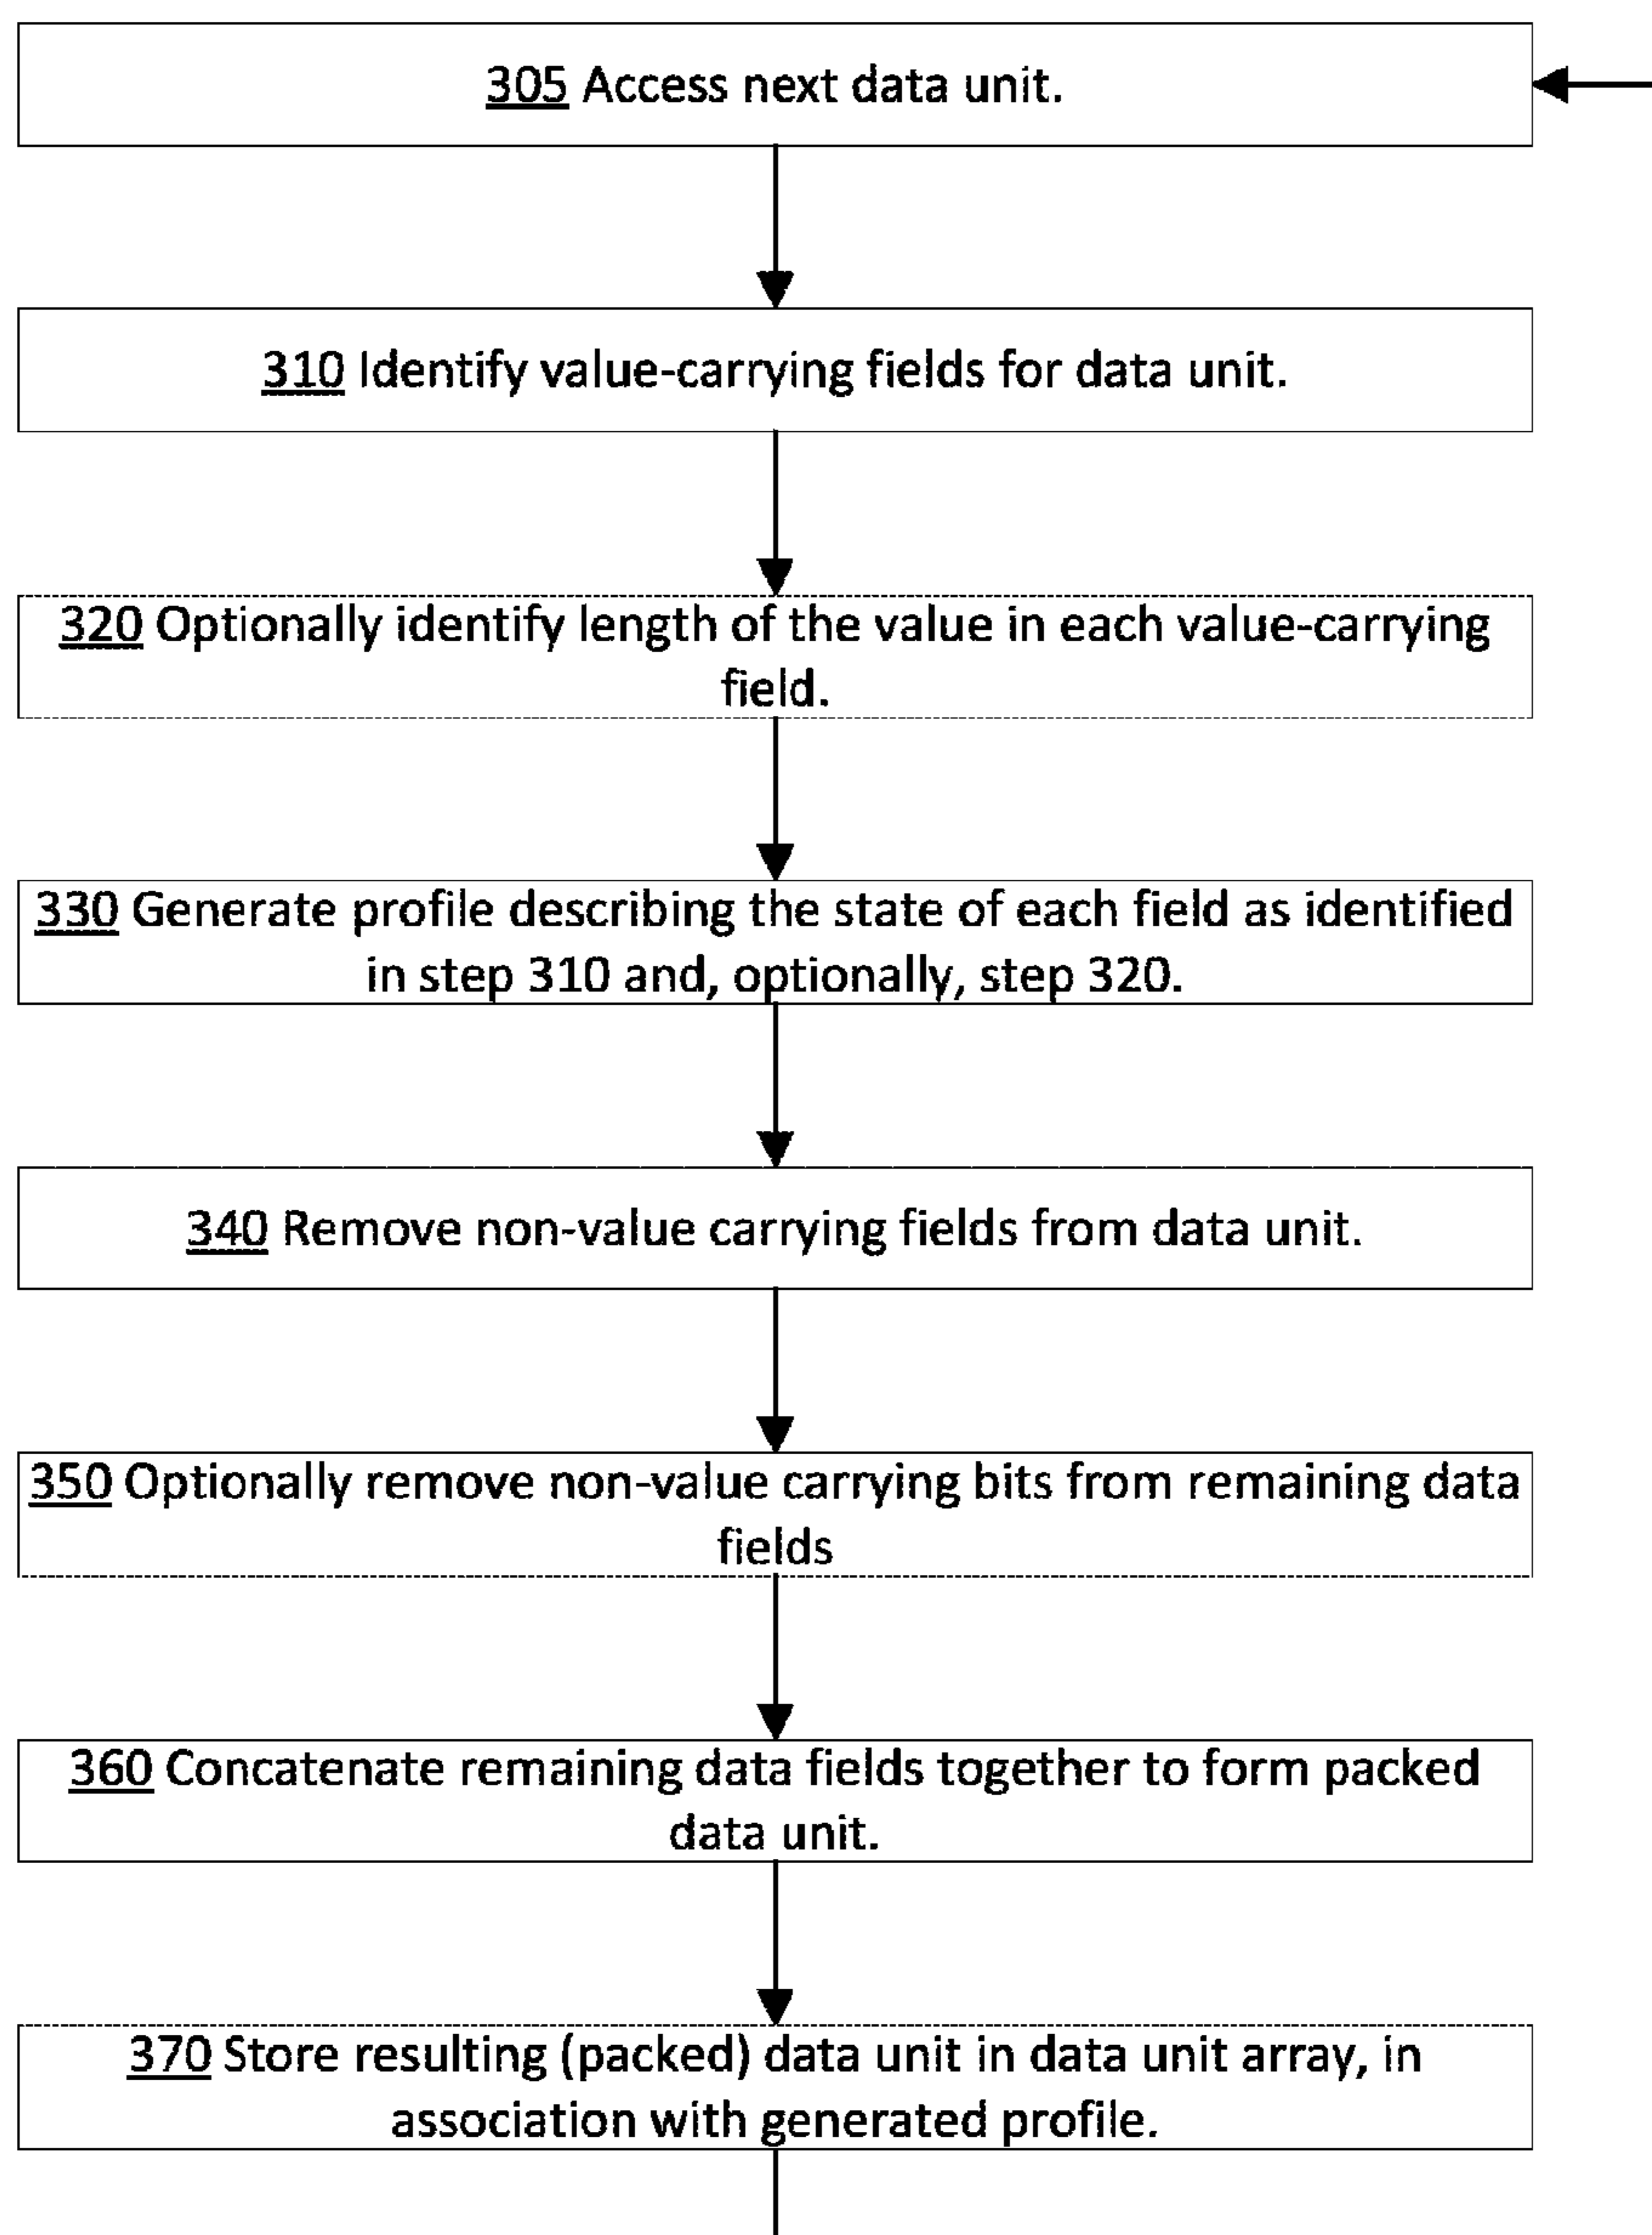 305 Access next data unit.
310 Identify value-carrying fields for data unit.
320 Optionally identify length of the value in each value-carrying
field.
330 Generate profile describing the state of each field as identified
in step 310 and, optionally, step 320.
340 Remove non-value carrying fields from data unit.
350 Optionally remove non-value carrying bits from remaining data
fields
360 Concatenate remaining data fields together to form packed
data unit.
370 Store resulting (packed) data unit in data unit array, in
association with generated profile.